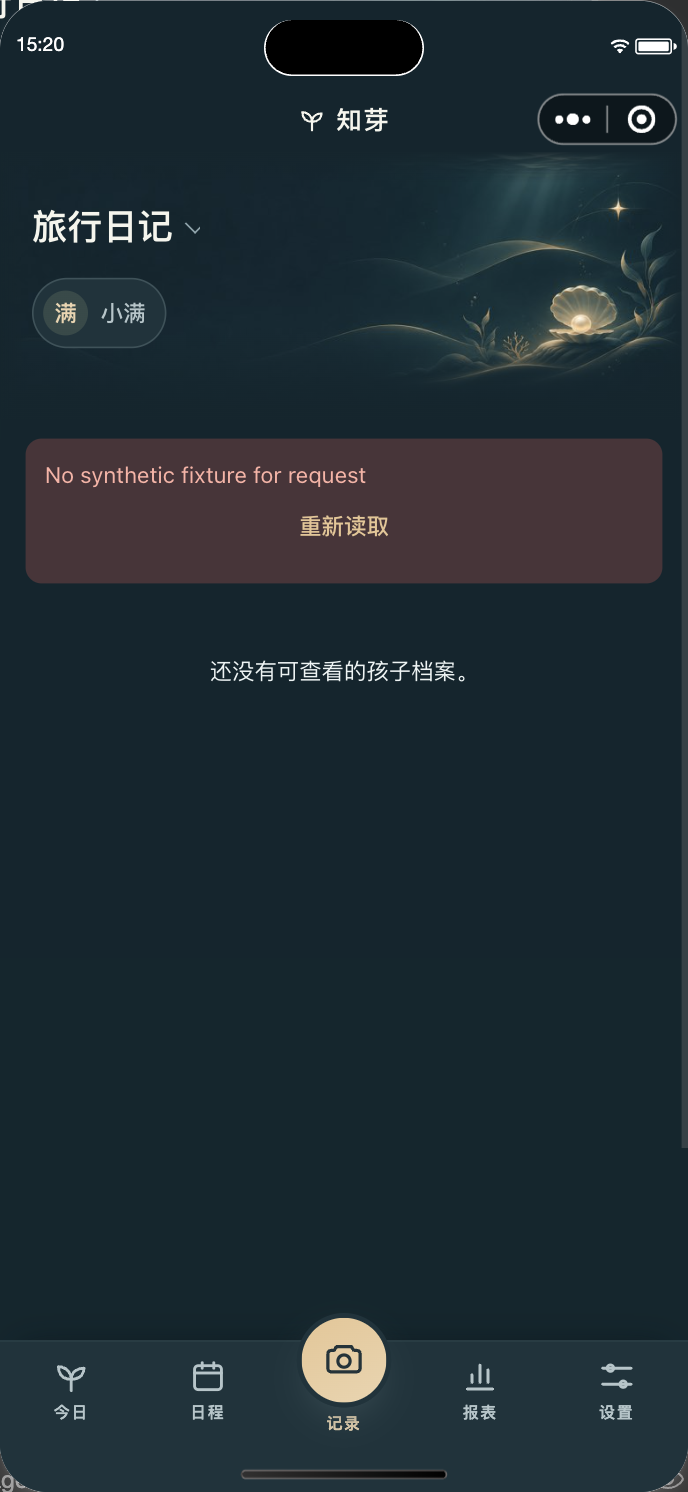 15:20
知芽
旅行日记
满 小满
No synthetic fixture for request
重新读取
还没有可查看的孩子档案。
今日 日程 记录 报表 设置